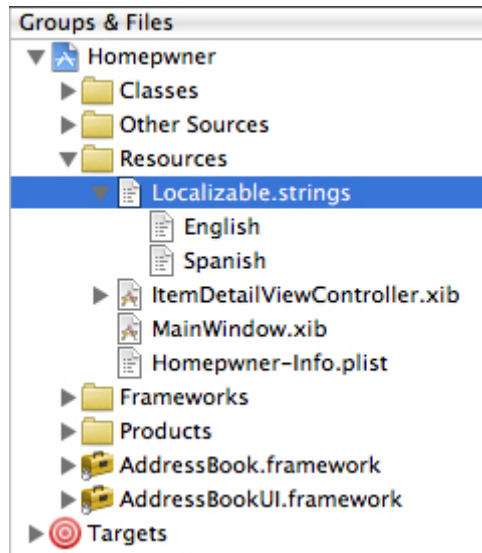 Groups & Files
Homepwner
Classes
Other Sources
Resources
Localizable.strings
English
Spanish
ItemDetailViewController.xib
MainWindow.xib
Homepwner-Info.plist
Frameworks
Products
AddressBook.framework
AddressBookUI.framework
Targets